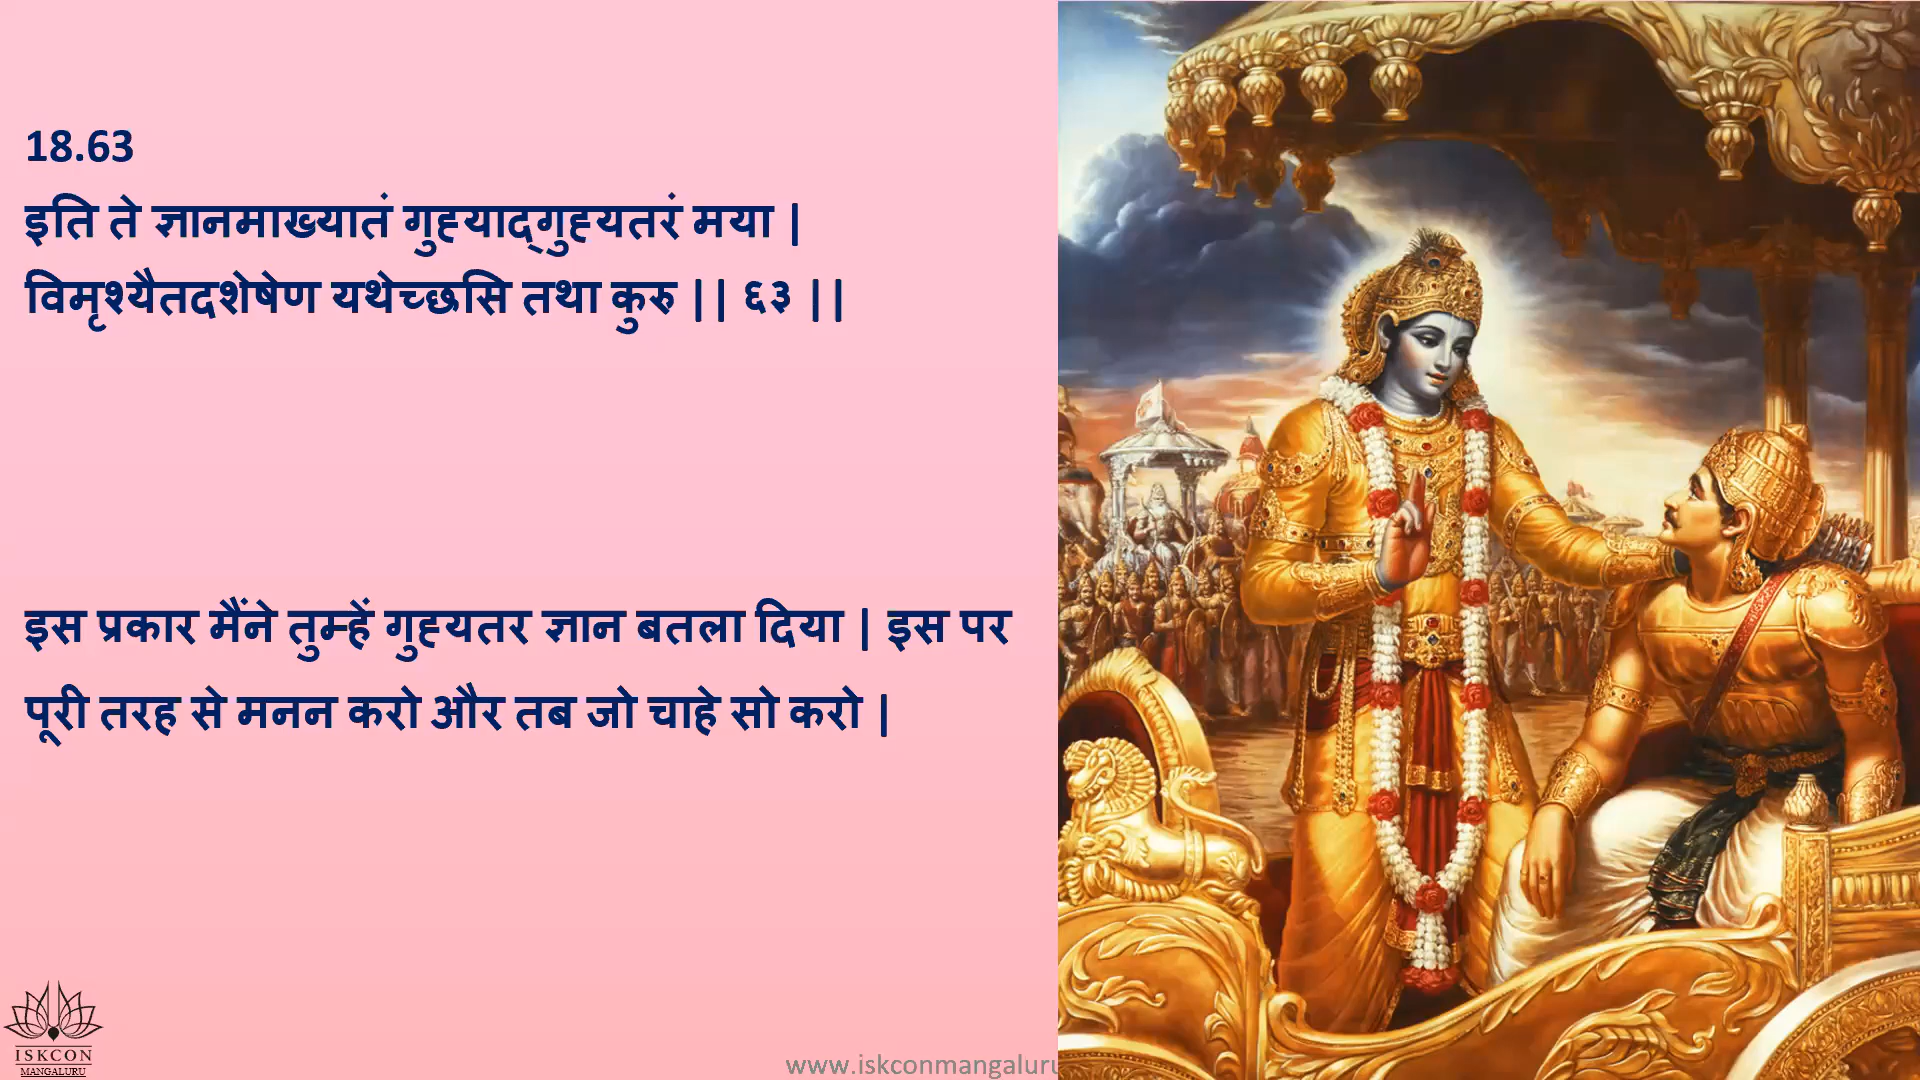 18.63
इति ते ज्ञानमाख्यातं गुह्याद्‌गुह्यतरं मया |
विमृश्यैतदशेषेण यथेच्छसि तथा कुरु || ६३ ||
इस प्रकार मैंने तुम्हें गुह्यतर ज्ञान बतला दिया | इस पर
पूरी तरह से मनन करो और तब जो चाहे सो करो |
ISKCON
MANGALURU
www.iskconmangaluru